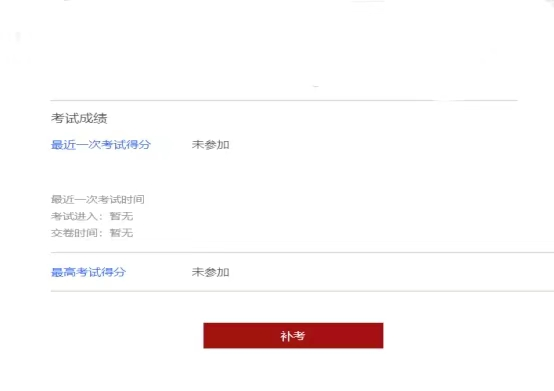 考试成绩
最近一次考试得分 未参加
最近一次考试时间
考试进入：暂无
交卷时间：暂无
最高考试得分 未参加
补考